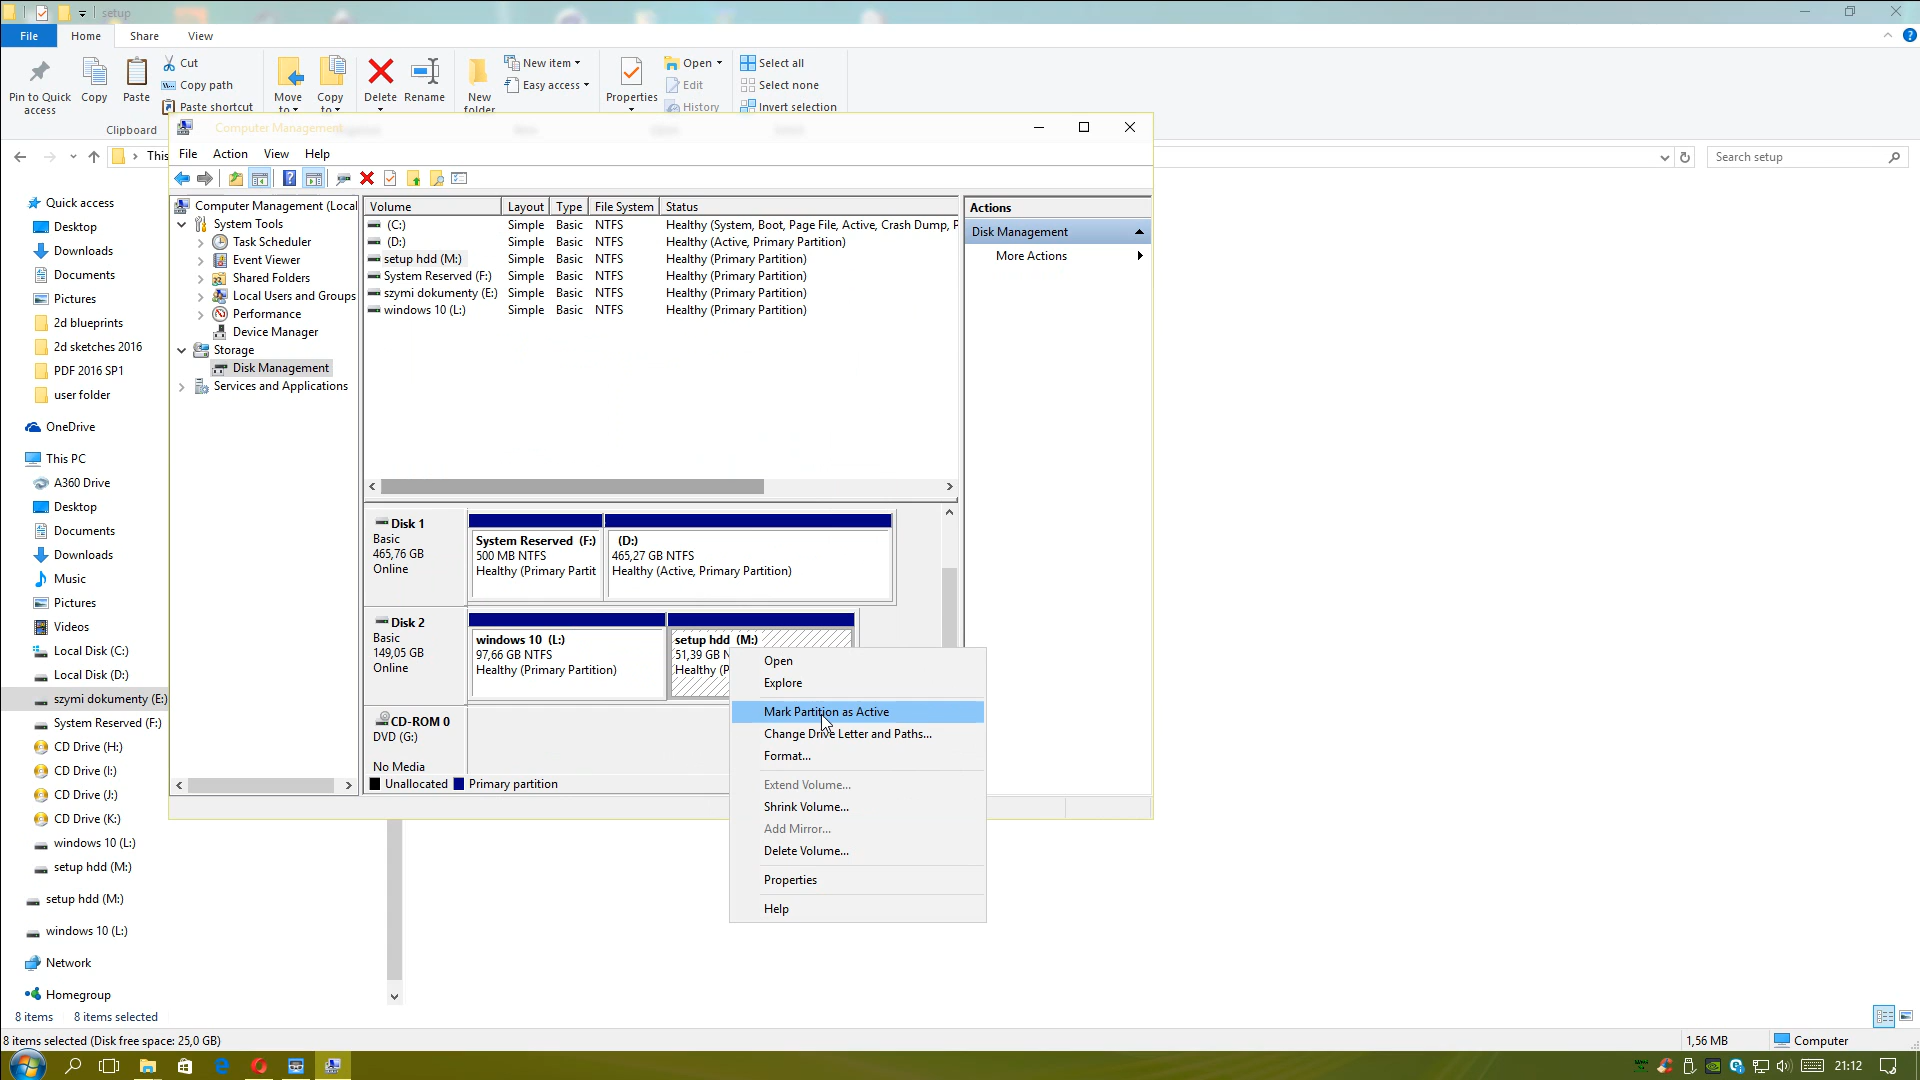 setup
File Home Share View
Pin to Quick access
Copy
Paste
Cut
Copy path
Paste shortcut
Clipboard
Move to
Copy to
Delete
Rename
New folder
New item
Easy access
Properties
Open
Edit
History
Select all
Select none
Invert selection
This
Search setup
Computer Management
File Action View Help
Quick access
Desktop
Downloads
Documents
Pictures
2d blueprints
2d sketches 2016
PDF 2016 SP1
user folder
OneDrive
This PC
A360 Drive
Desktop
Documents
Downloads
Music
Pictures
Videos
Local Disk (C:)
Local Disk (D:)
szymi dokumenty (E:)
System Reserved (F:)
CD Drive (H:)
CD Drive (I:)
CD Drive (J:)
CD Drive (K:)
windows 10 (L:)
setup hdd (M:)
setup hdd (M:)
windows 10 (L:)
Network
Homegroup
Computer Management (Local
System Tools
Task Scheduler
Event Viewer
Shared Folders
Local Users and Groups
Performance
Device Manager
Storage
Disk Management
Services and Applications
Volume Layout Type File System Status
(C:) Simple Basic NTFS Healthy (System, Boot, Page File, Active, Crash Dump, P
(D:) Simple Basic NTFS Healthy (Active, Primary Partition)
setup hdd (M:) Simple Basic NTFS Healthy (Primary Partition)
System Reserved (F:) Simple Basic NTFS Healthy (Primary Partition)
szymi dokumenty (E:) Simple Basic NTFS Healthy (Primary Partition)
windows 10 (L:) Simple Basic NTFS Healthy (Primary Partition)
Actions
Disk Management
More Actions
Disk 1
Basic
465,76 GB
Online
System Reserved (F:)
500 MB NTFS
Healthy (Primary Partit
(D:)
465,27 GB NTFS
Healthy (Active, Primary Partition)
Disk 2
Basic
149,05 GB
Online
windows 10 (L:)
97,66 GB NTFS
Healthy (Primary Partition)
setup hdd (M:)
51,39 GB N
Healthy (P
CD-ROM 0
DVD (G:)
No Media
Unallocated Primary partition
Open
Explore
Mark Partition as Active
Change Drive Letter and Paths...
Format...
Extend Volume...
Shrink Volume...
Add Mirror...
Delete Volume...
Properties
Help
8 items 8 items selected
8 items selected (Disk free space: 25,0 GB)
1,56 MB
Computer
21:12